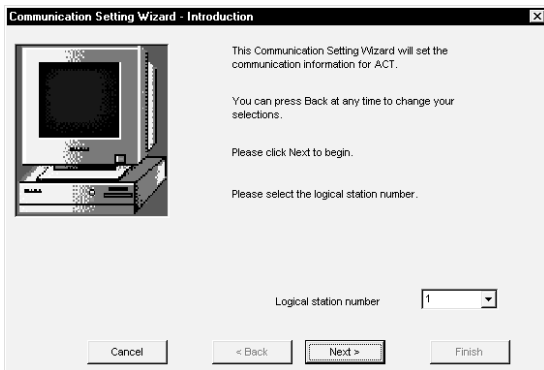 Communication Setting Wizard - Introduction
This Communication Setting Wizard will set the
communication information for ACT.
You can press Back at any time to change your
selections.
Please click Next to begin.
Please select the logical station number.
Logical station number 1
Cancel < Back Next > Finish